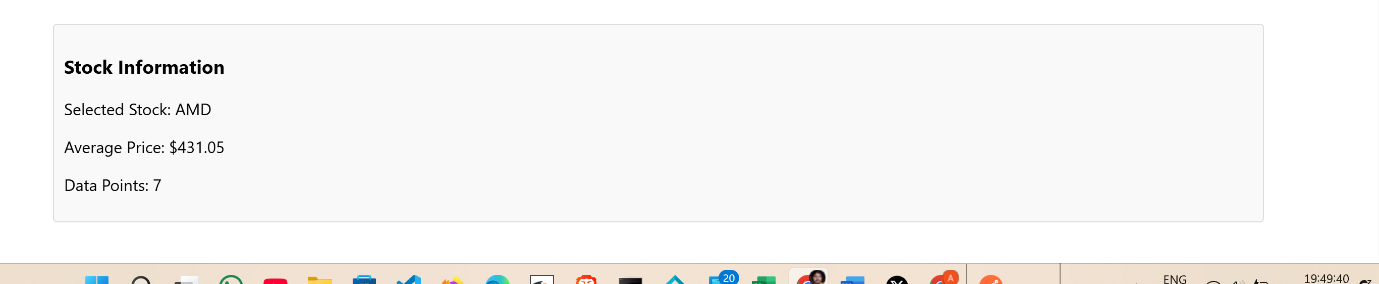 Stock Information
Selected Stock: AMD
Average Price: $431.05
Data Points: 7
20
A
ENG
19:49:40